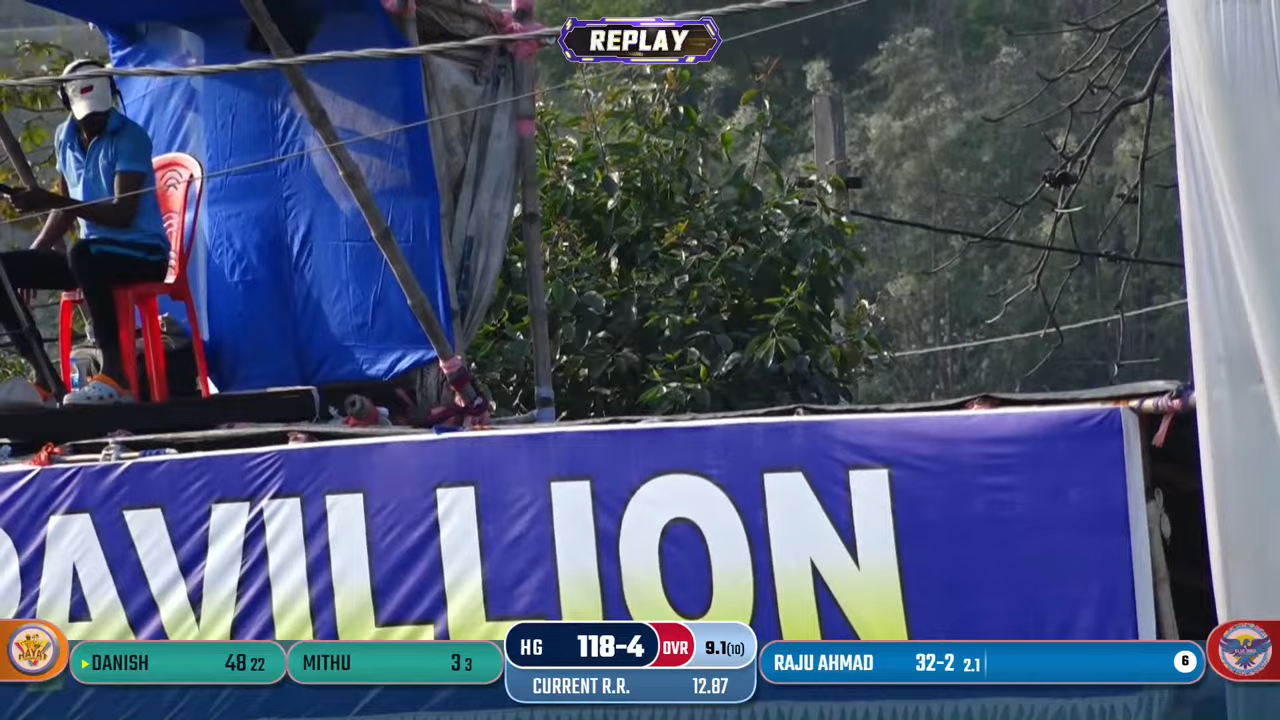 REPLAY
PAVILLION
DANISH 48 22
MITHU 3 3
HG 118-4 OVR 9.1(10)
CURRENT R.R. 12.87
RAJU AHMAD 32-2 2.1
6